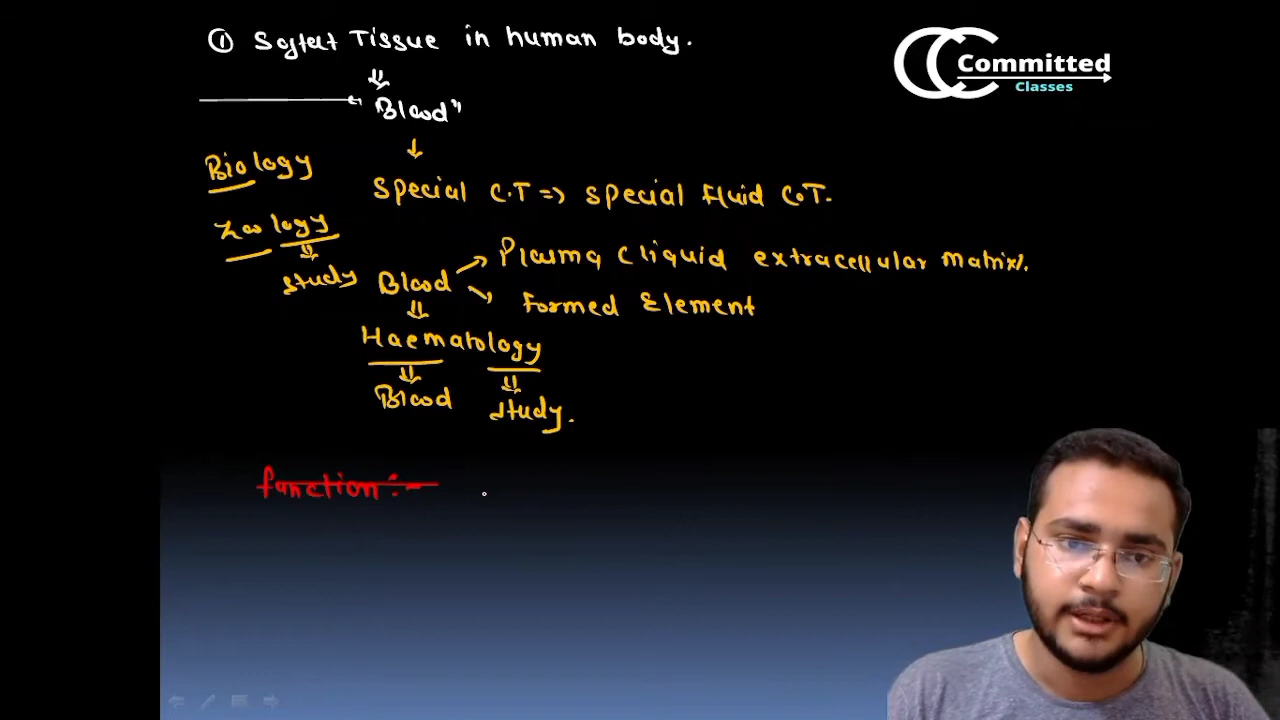 ① Softest Tissue in human body.
⇓
Blood"
↓
Biology
Special C.T => Special Fluid C.T.
Zoology
⇓
study
Blood
Plasma (liquid extracellular matrix).
Formed Element
⇓
Haematology
⇓ ⇓
Blood study.
function :-
Committed
Classes